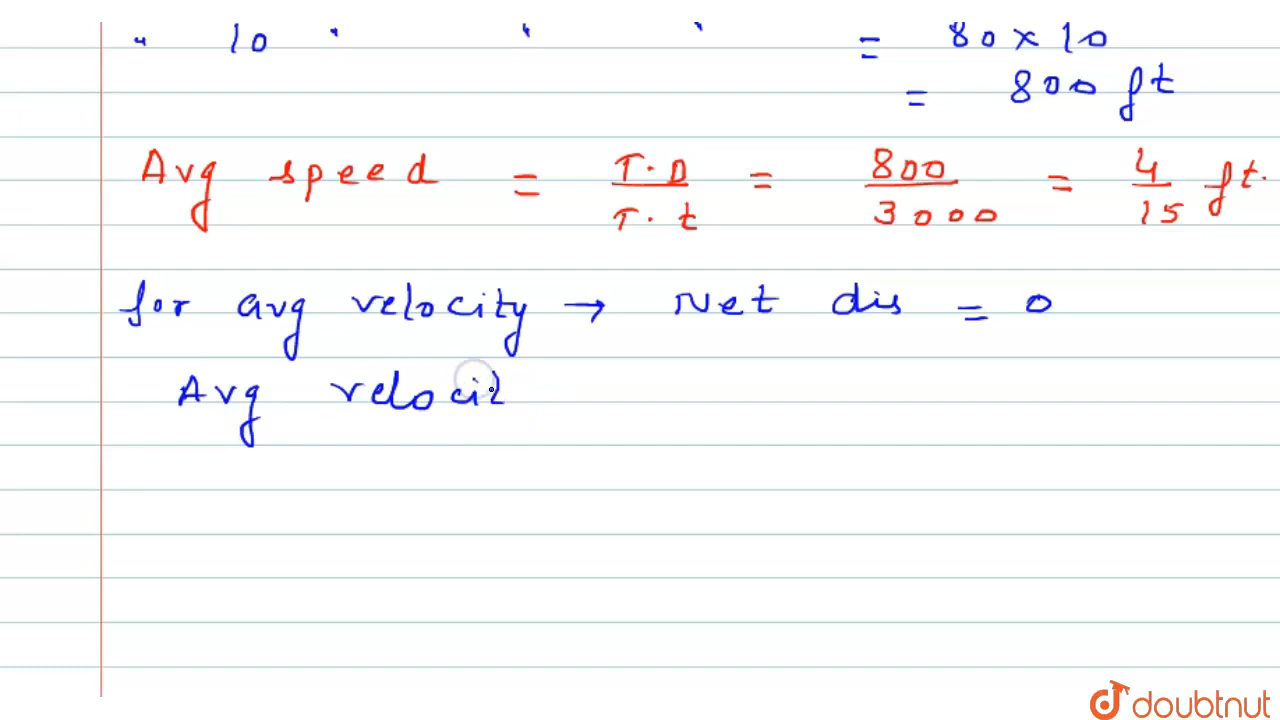 " 10 " " " = 80 × 10
= 800 ft
Avg speed = T.D / T.t = 800 / 3000 = 4 / 15 ft.
for avg velocity → Net dis = 0
Avg velocit
doubtnut